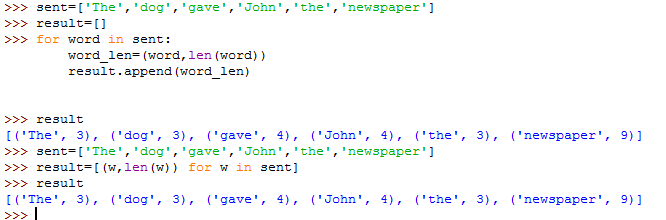 >>> sent=['The','dog','gave','John','the','newspaper']
>>> result=[]
>>> for word in sent:
        word_len=(word,len(word))
        result.append(word_len)
>>> result
[('The', 3), ('dog', 3), ('gave', 4), ('John', 4), ('the', 3), ('newspaper', 9)]
>>> sent=['The','dog','gave','John','the','newspaper']
>>> result=[(w,len(w)) for w in sent]
>>> result
[('The', 3), ('dog', 3), ('gave', 4), ('John', 4), ('the', 3), ('newspaper', 9)]
>>>